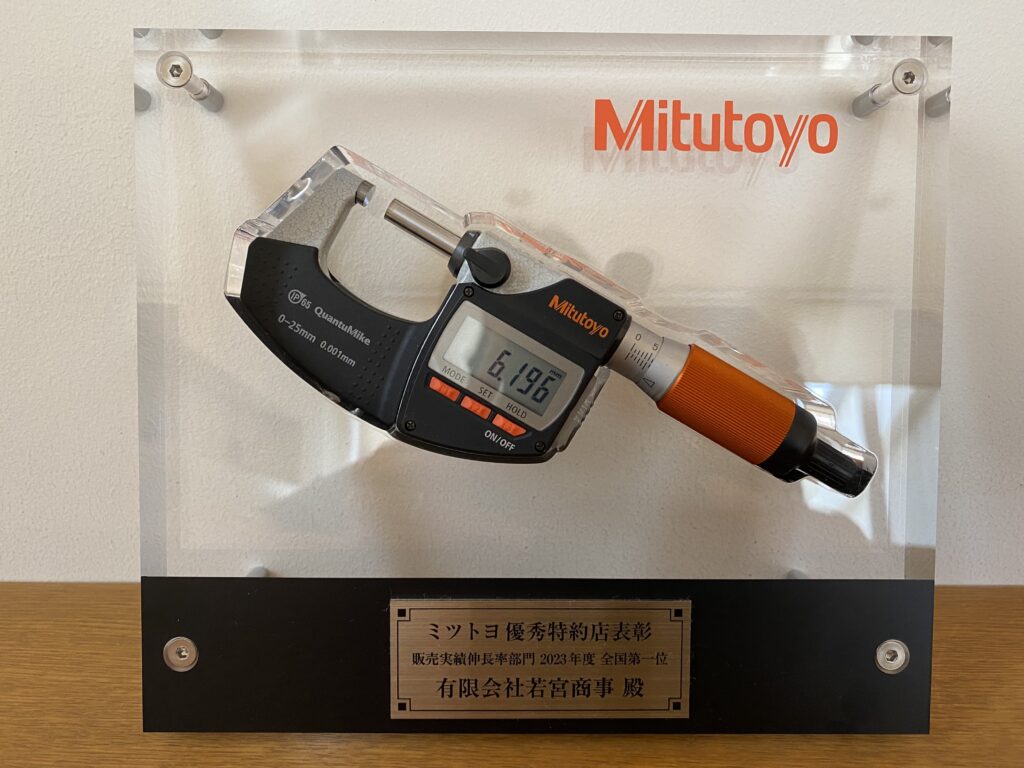 Mitutoyo
IP65 QuantuMike
0-25mm 0.001mm
Mitutoyo
0 5
6.196 mm
MODE SET HOLD
ON/OFF
ミツトヨ優秀特約店表彰
販売実績伸長率部門 2023年度 全国第一位
有限会社若宮商事 殿